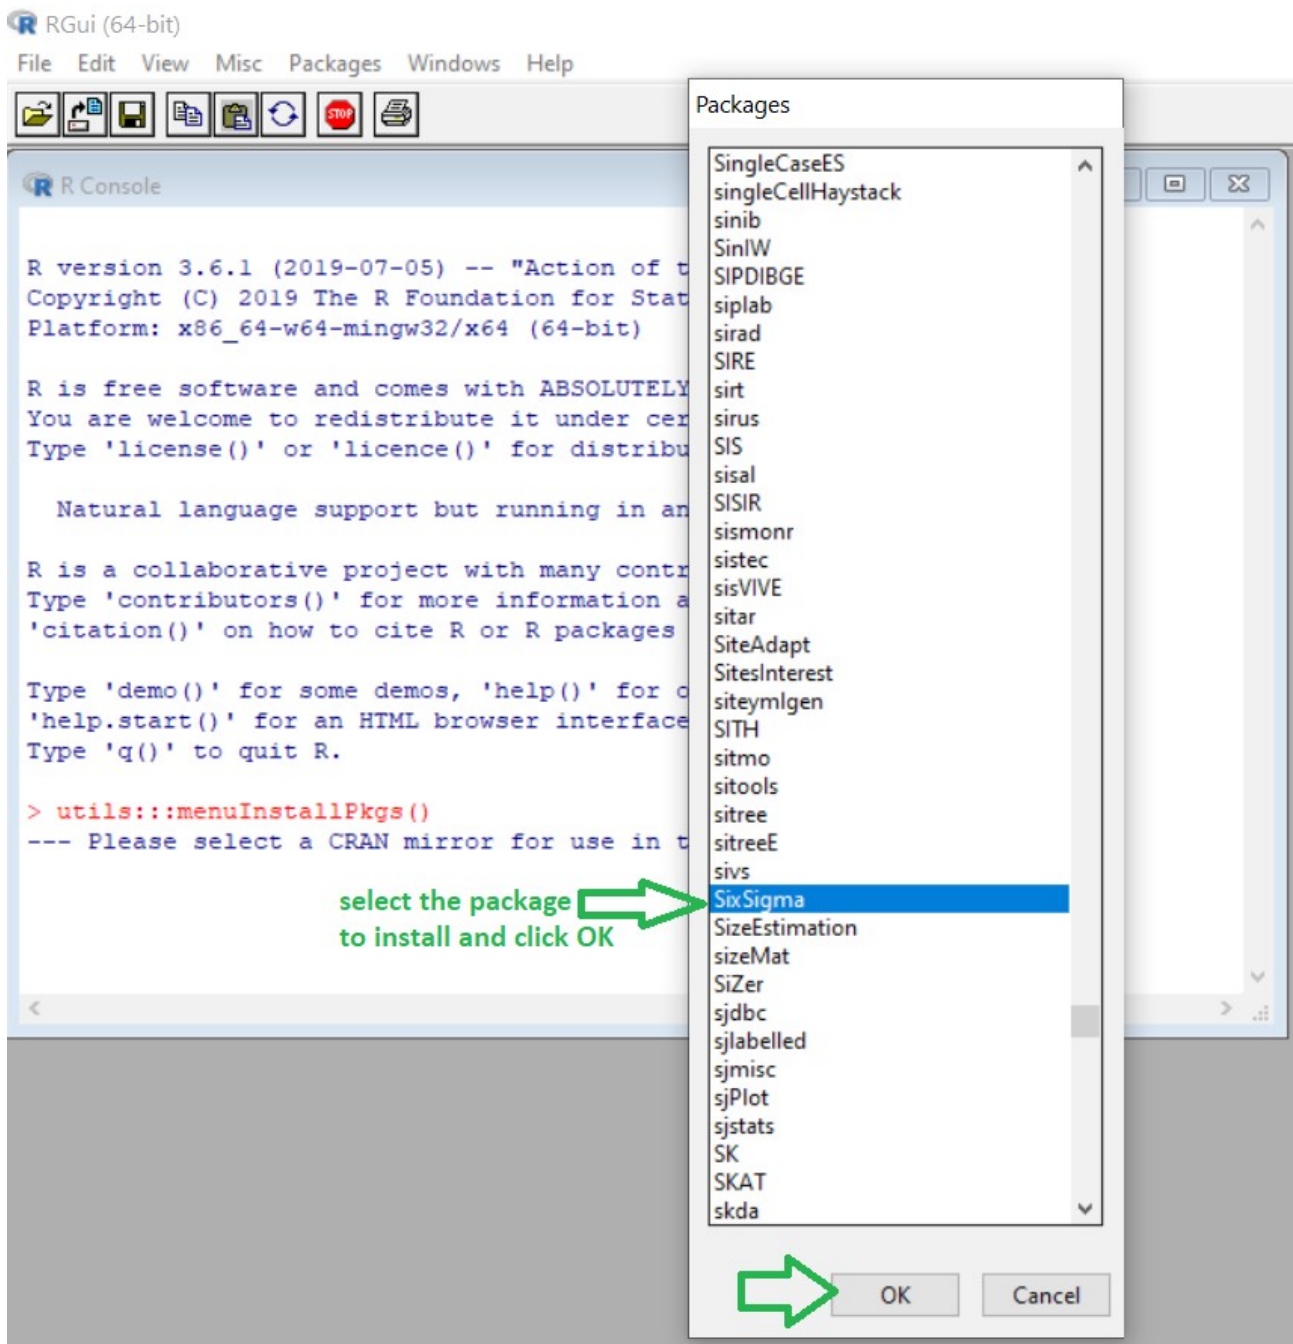 RGui (64-bit)
File Edit View Misc Packages Windows Help
STOP
R Console
R version 3.6.1 (2019-07-05) -- "Action of t
Copyright (C) 2019 The R Foundation for Stat
Platform: x86_64-w64-mingw32/x64 (64-bit)
R is free software and comes with ABSOLUTELY
You are welcome to redistribute it under cer
Type 'license()' or 'licence()' for distribu
Natural language support but running in an
R is a collaborative project with many contr
Type 'contributors()' for more information a
'citation()' on how to cite R or R packages
Type 'demo()' for some demos, 'help()' for o
'help.start()' for an HTML browser interface
Type 'q()' to quit R.
> utils:::menuInstallPkgs()
--- Please select a CRAN mirror for use in t
select the package
to install and click OK
Packages
SingleCaseES
singleCellHaystack
sinib
SinIW
SIPDIBGE
siplab
sirad
SIRE
sirt
sirus
SIS
sisal
SISIR
sismonr
sistec
sisVIVE
sitar
SiteAdapt
SitesInterest
siteymlgen
SITH
sitmo
sitools
sitree
sitreeE
sivs
SixSigma
SizeEstimation
sizeMat
SiZer
sjdbc
sjlabelled
sjmisc
sjPlot
sjstats
SK
SKAT
skda
OK Cancel